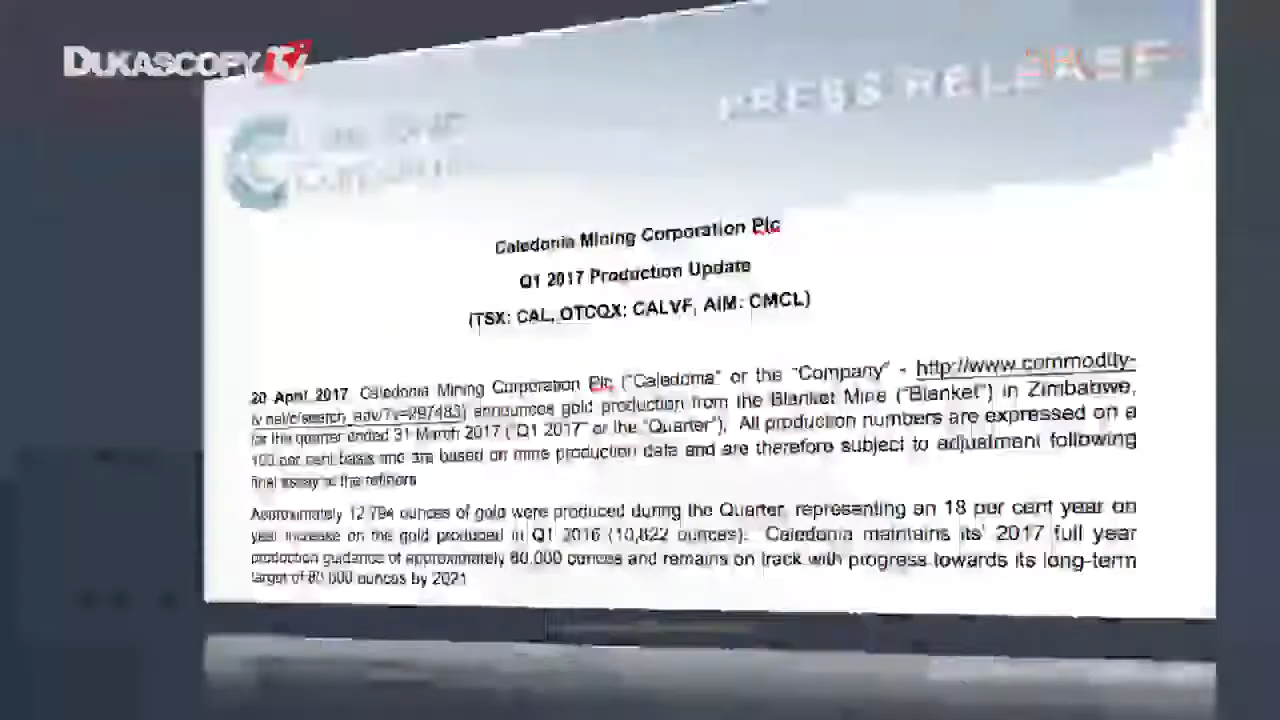 DUKASCOPY TV
PRESS RELEASE
Caledonia Mining Corporation Plc
Q1 2017 Production Update
(TSX: CAL, OTCQX: CALVF, AIM: CMCL)
20 April 2017. Caledonia Mining Corporation Plc ("Caledonia" or the "Company" - http://www.commodity-
announces gold production from the Blanket Mine ("Blanket") in Zimbabwe,
for the quarter ended 31 March 2017 ("Q1 2017" or the "Quarter"). All production numbers are expressed on a
100 per cent basis and are based on mine production data and are therefore subject to adjustment following
final assay at the refiners
Approximately 12,794 ounces of gold were produced during the Quarter, representing an 18 per cent year on
year increase on the gold produced in Q1 2016 (10,822 ounces). Caledonia maintains its' 2017 full year
production guidance of approximately 60,000 ounces and remains on track with progress towards its long-term
target of 80,000 ounces by 2021